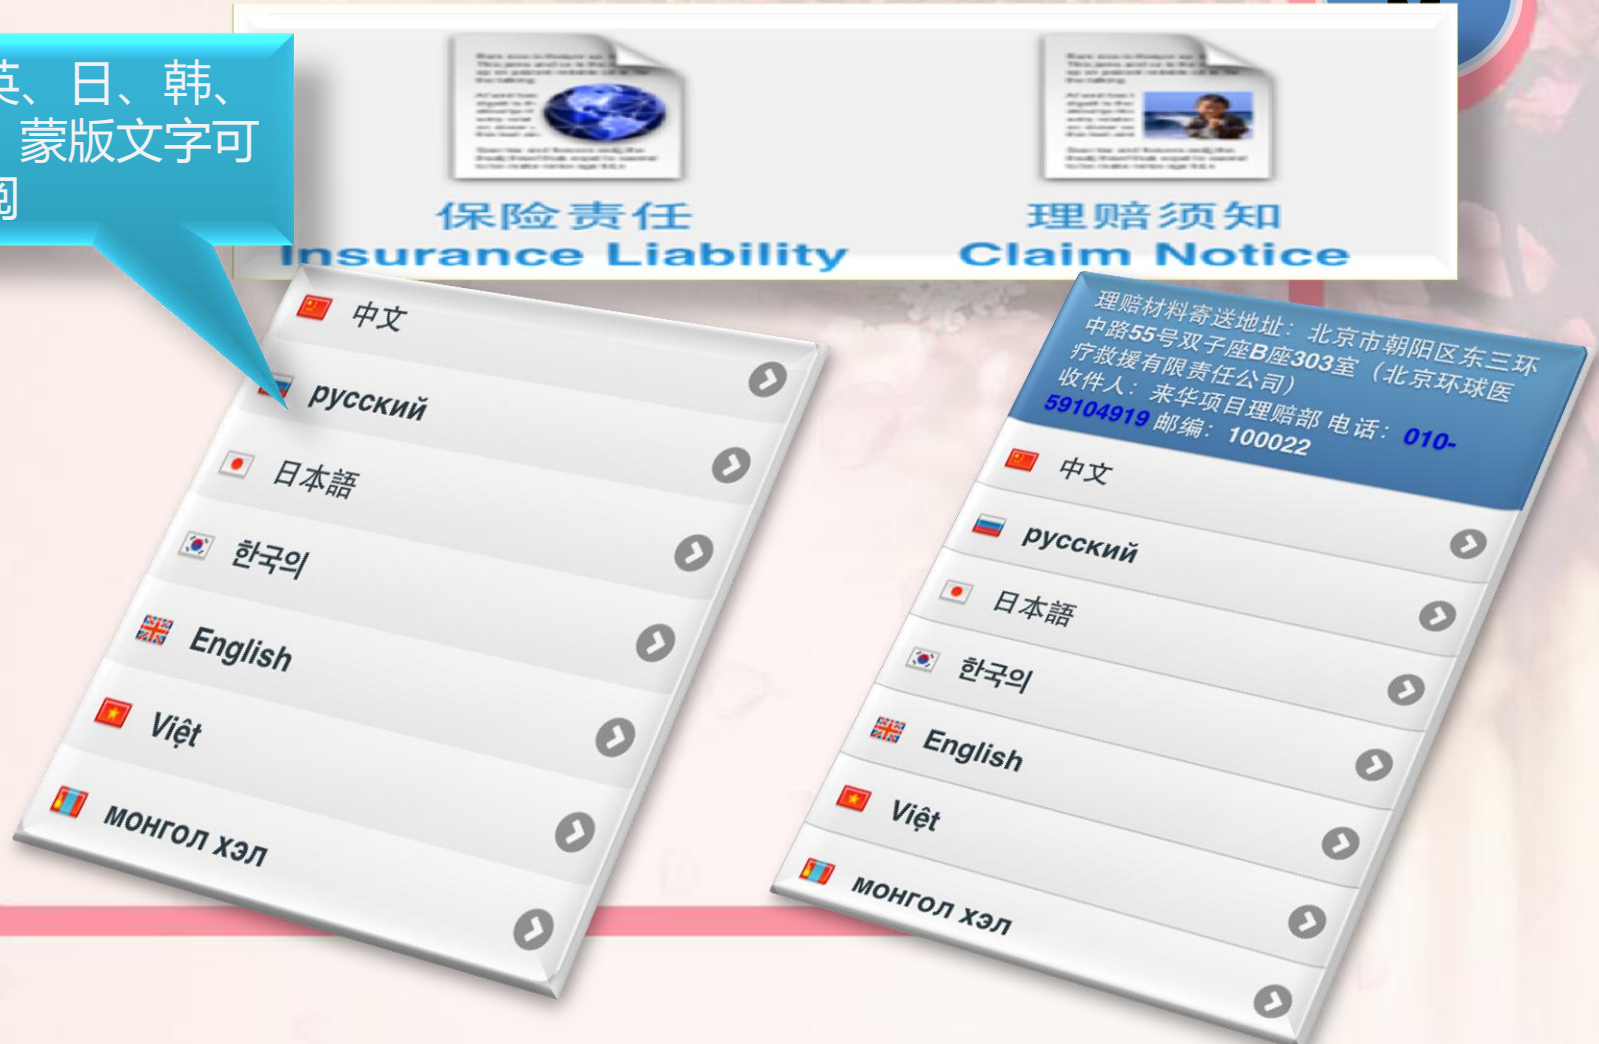 英、日、韩、
蒙版文字可
阅
保险责任
Insurance Liability
理赔须知
Claim Notice
中文
русский
日本語
한국의
English
Việt
монгол хэл
理赔材料寄送地址：北京市朝阳区东三环
中路55号双子座B座303室（北京环球医
疗救援有限责任公司）
收件人：来华项目理赔部 电话：010-
59104919 邮编：100022
中文
русский
日本語
한국의
English
Việt
монгол хэл